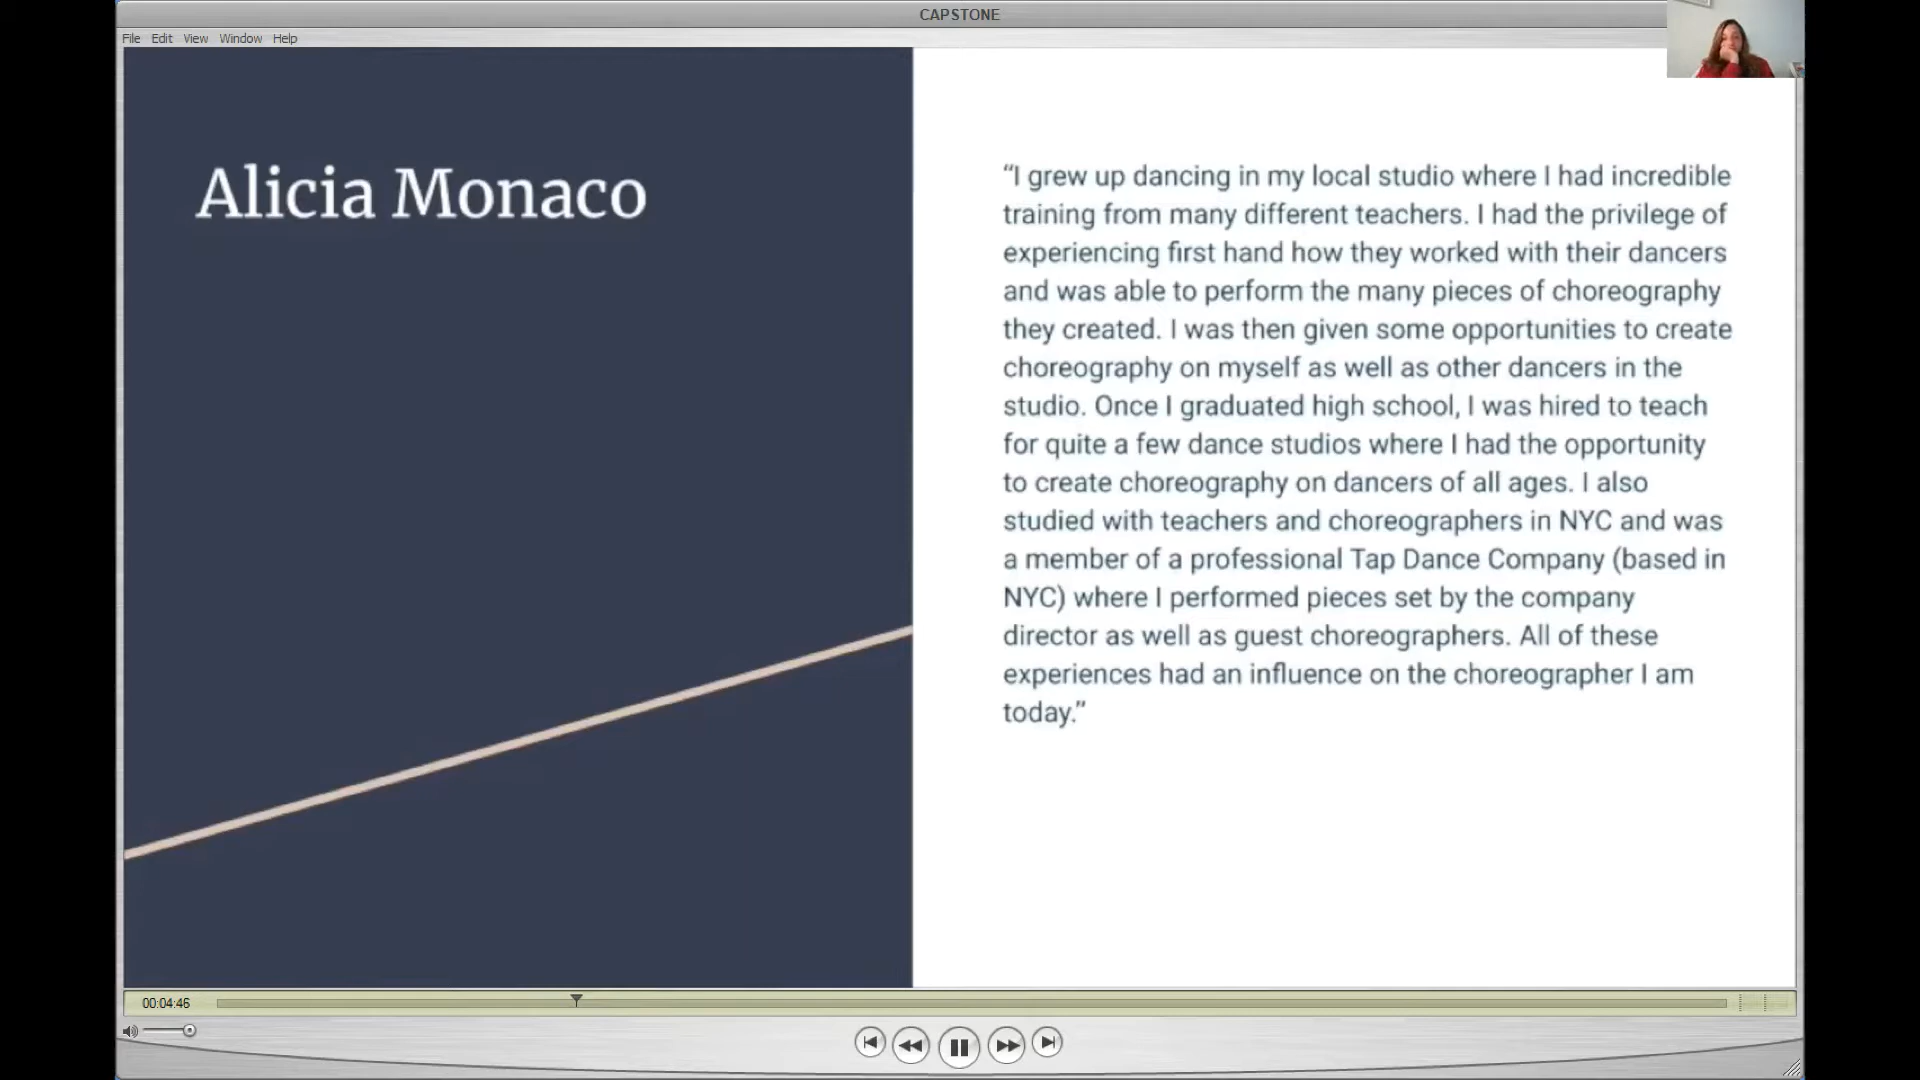 CAPSTONE
File Edit View Window Help
Alicia Monaco
“I grew up dancing in my local studio where I had incredible
training from many different teachers. I had the privilege of
experiencing first hand how they worked with their dancers
and was able to perform the many pieces of choreography
they created. I was then given some opportunities to create
choreography on myself as well as other dancers in the
studio. Once I graduated high school, I was hired to teach
for quite a few dance studios where I had the opportunity
to create choreography on dancers of all ages. I also
studied with teachers and choreographers in NYC and was
a member of a professional Tap Dance Company (based in
NYC) where I performed pieces set by the company
director as well as guest choreographers. All of these
experiences had an influence on the choreographer I am
today.”
00:04:46